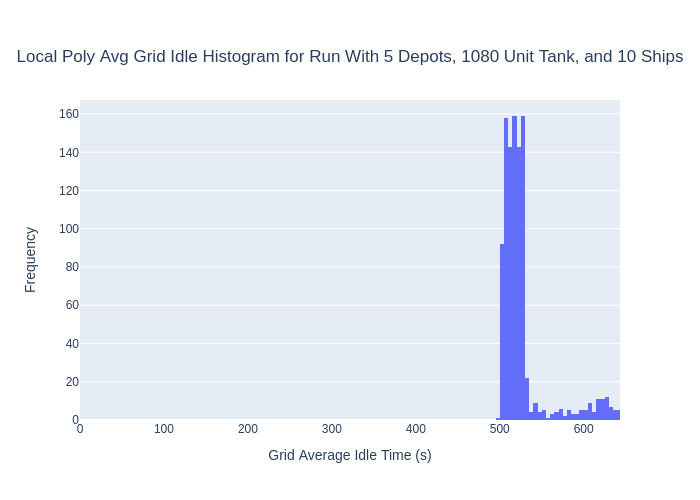 Local Poly Avg Grid Idle Histogram for Run With 5 Depots, 1080 Unit Tank, and 10 Ships
160
140
120
100
80
60
40
20
0
Frequency
0 100 200 300 400 500 600
Grid Average Idle Time (s)